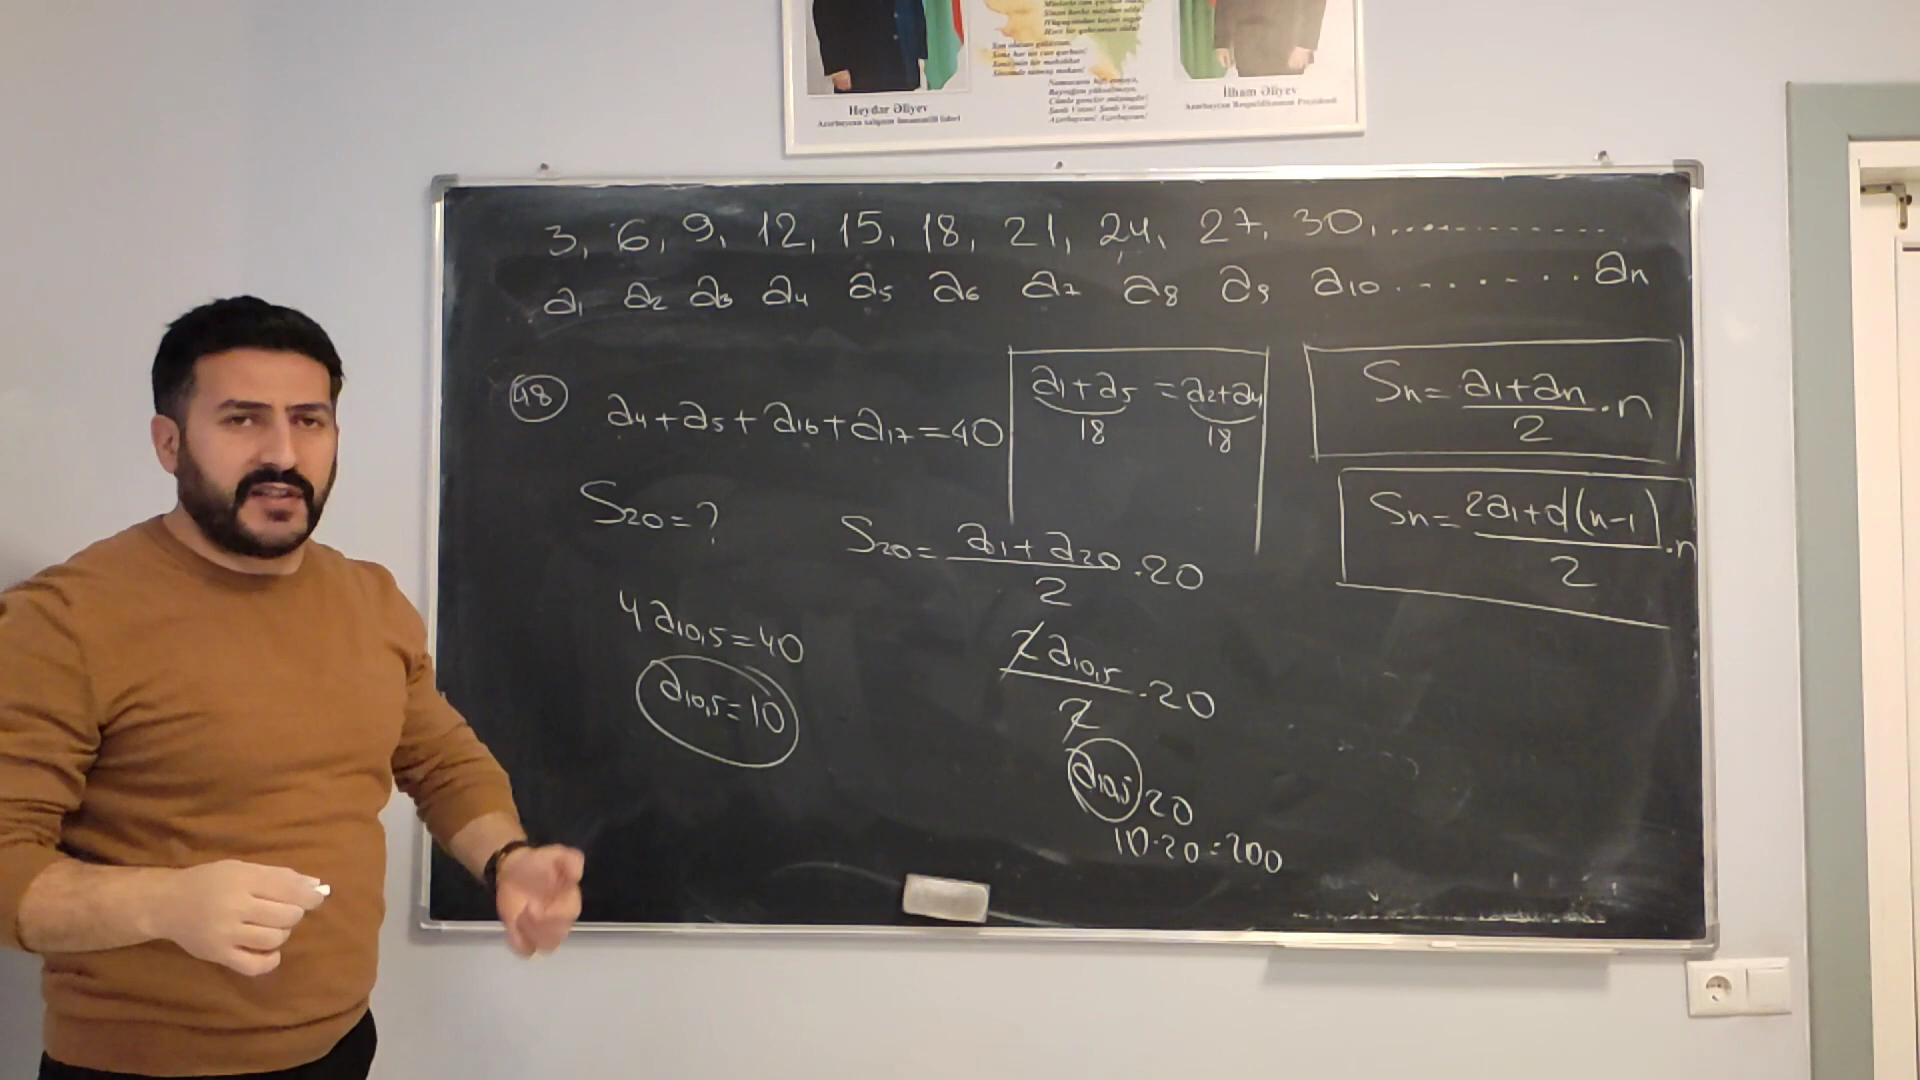 Heydər Əliyev
İlham Əliyev
3, 6, 9, 12, 15, 18, 21, 24, 27, 30, ............
a₁ a₂ a₃ a₄ a₅ a₆ a₇ a₈ a₉ a₁₀ ........ aₙ
48
a₄+a₅+a₁₆+a₁₇=40
a₁+a₅ = a₂+a₄
18 18
Sₙ= (a₁+aₙ)/2 · n
S₂₀=?
S₂₀= (a₁+a₂₀)/2 · 20
Sₙ= (2a₁+d(n-1))/2 · n
4a₁₀,₅=40
a₁₀,₅=10
2a₁₀,₅/2 · 20
a₁₀,₅ 20
10·20=200